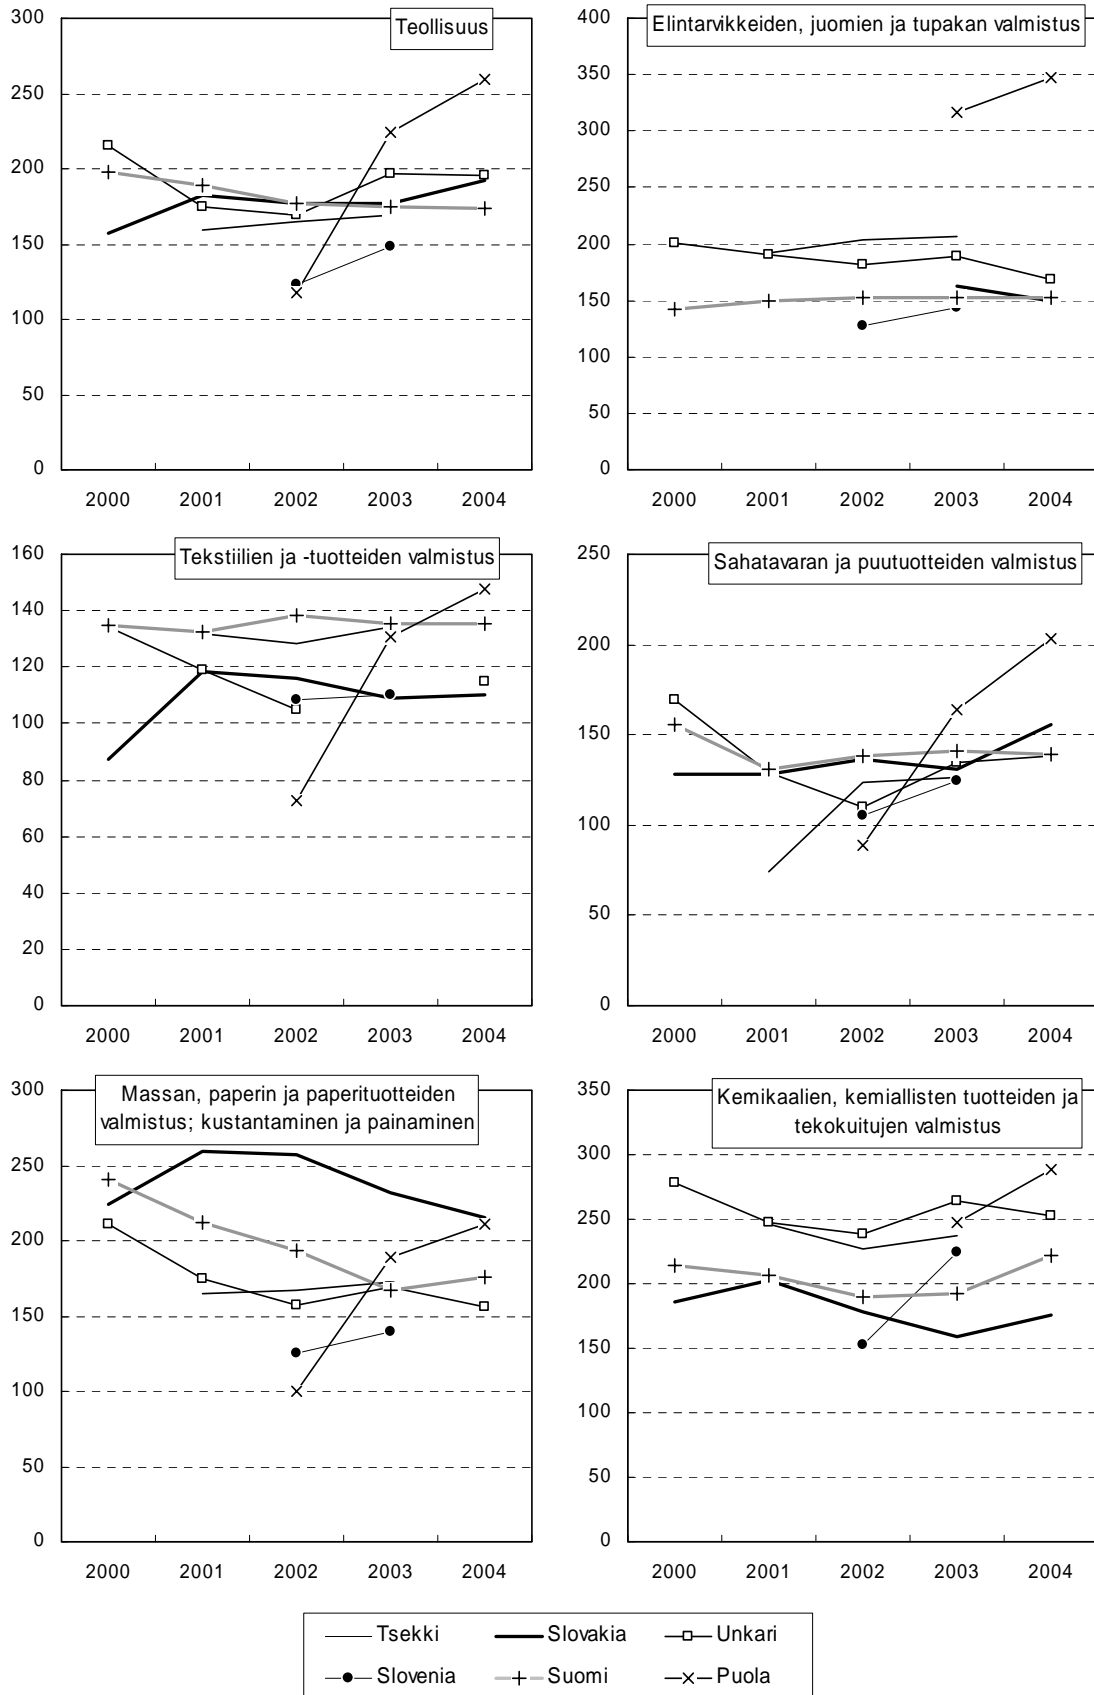 Teollisuus
300
250
200
150
100
50
0
2000 2001 2002 2003 2004
Elintarvikkeiden, juomien ja tupakan valmistus
400
350
300
250
200
150
100
50
0
2000 2001 2002 2003 2004
Tekstiilien ja -tuotteiden valmistus
160
140
120
100
80
60
40
20
0
2000 2001 2002 2003 2004
Sahatavaran ja puutuotteiden valmistus
250
200
150
100
50
0
2000 2001 2002 2003 2004
Massan, paperin ja paperituotteiden
valmistus; kustantaminen ja painaminen
300
250
200
150
100
50
0
2000 2001 2002 2003 2004
Kemikaalien, kemiallisten tuotteiden ja
tekokuitujen valmistus
350
300
250
200
150
100
50
0
2000 2001 2002 2003 2004
Tsekki Slovakia Unkari
Slovenia Suomi Puola